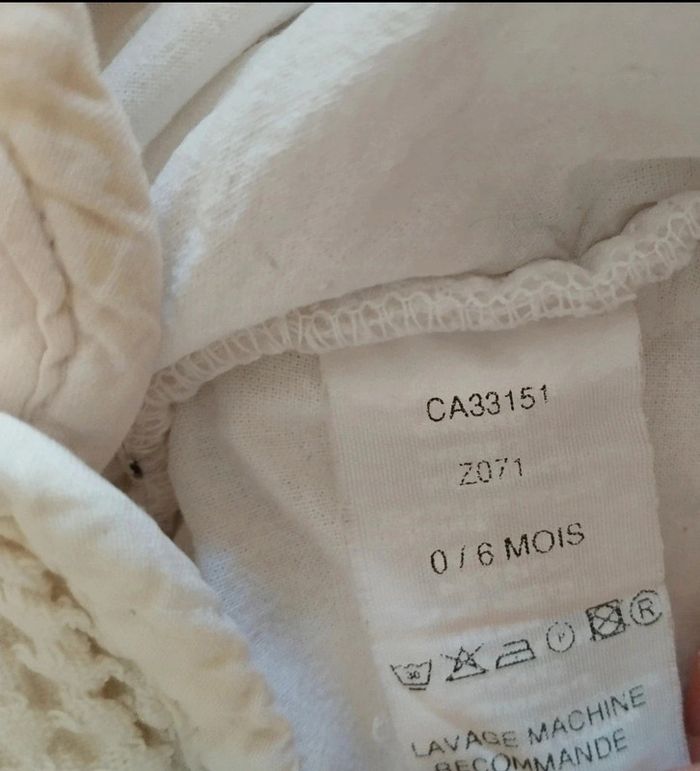 CA33151
Z071
0 / 6 MOIS
30 P R
LAVAGE MACHINE
RECOMMANDE